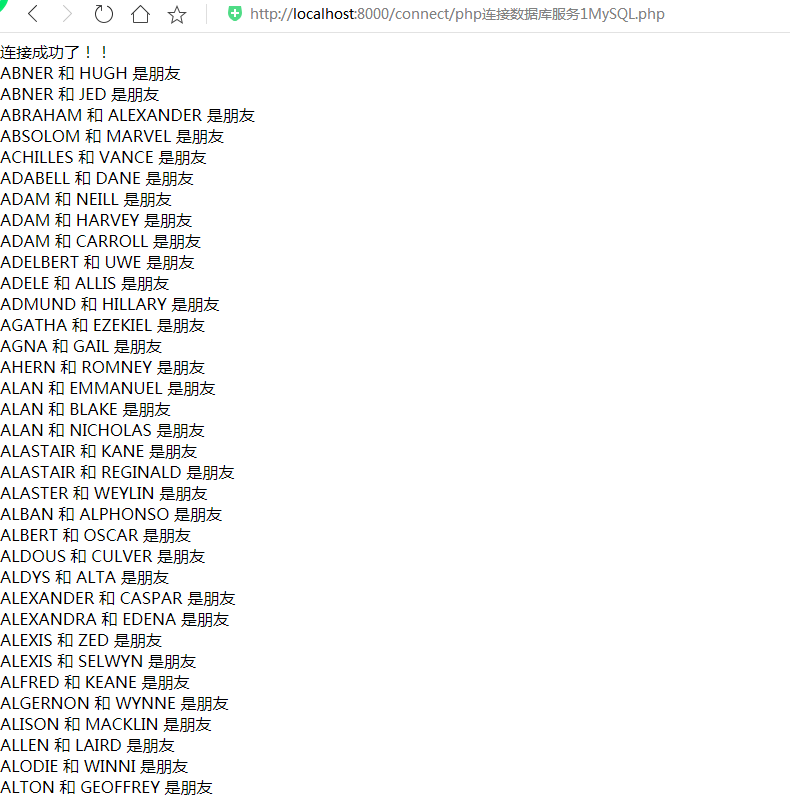 http://localhost:8000/connect/php连接数据库服务1MySQL.php
连接成功了！！
ABNER 和 HUGH 是朋友
ABNER 和 JED 是朋友
ABRAHAM 和 ALEXANDER 是朋友
ABSOLOM 和 MARVEL 是朋友
ACHILLES 和 VANCE 是朋友
ADABELL 和 DANE 是朋友
ADAM 和 NEILL 是朋友
ADAM 和 HARVEY 是朋友
ADAM 和 CARROLL 是朋友
ADELBERT 和 UWE 是朋友
ADELE 和 ALLIS 是朋友
ADMUND 和 HILLARY 是朋友
AGATHA 和 EZEKIEL 是朋友
AGNA 和 GAIL 是朋友
AHERN 和 ROMNEY 是朋友
ALAN 和 EMMANUEL 是朋友
ALAN 和 BLAKE 是朋友
ALAN 和 NICHOLAS 是朋友
ALASTAIR 和 KANE 是朋友
ALASTAIR 和 REGINALD 是朋友
ALASTER 和 WEYLIN 是朋友
ALBAN 和 ALPHONSO 是朋友
ALBERT 和 OSCAR 是朋友
ALDOUS 和 CULVER 是朋友
ALDYS 和 ALTA 是朋友
ALEXANDER 和 CASPAR 是朋友
ALEXANDRA 和 EDENA 是朋友
ALEXIS 和 ZED 是朋友
ALEXIS 和 SELWYN 是朋友
ALFRED 和 KEANE 是朋友
ALGERNON 和 WYNNE 是朋友
ALISON 和 MACKLIN 是朋友
ALLEN 和 LAIRD 是朋友
ALODIE 和 WINNI 是朋友
ALTON 和 GEOFFREY 是朋友